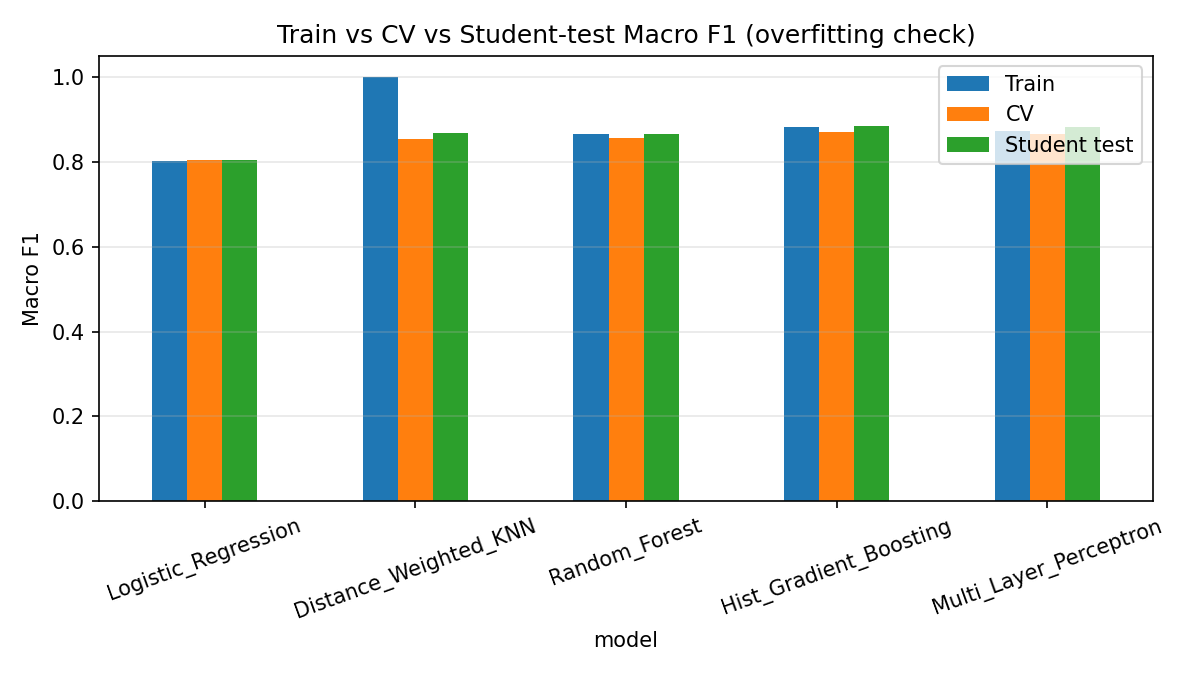 Train vs CV vs Student-test Macro F1 (overfitting check)
Train
CV
Student test
Macro F1
1.0
0.8
0.6
0.4
0.2
0.0
Logistic_Regression
Distance_Weighted_KNN
Random_Forest
Hist_Gradient_Boosting
Multi_Layer_Perceptron
model